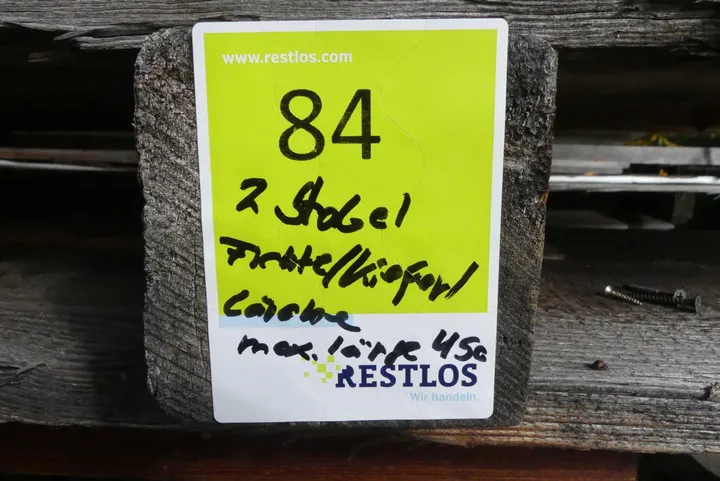 www.restlos.com
84
2 Stabel
Fichte/Kiefer/
Lärche
max. länge 450
RESTLOS
Wir handeln.